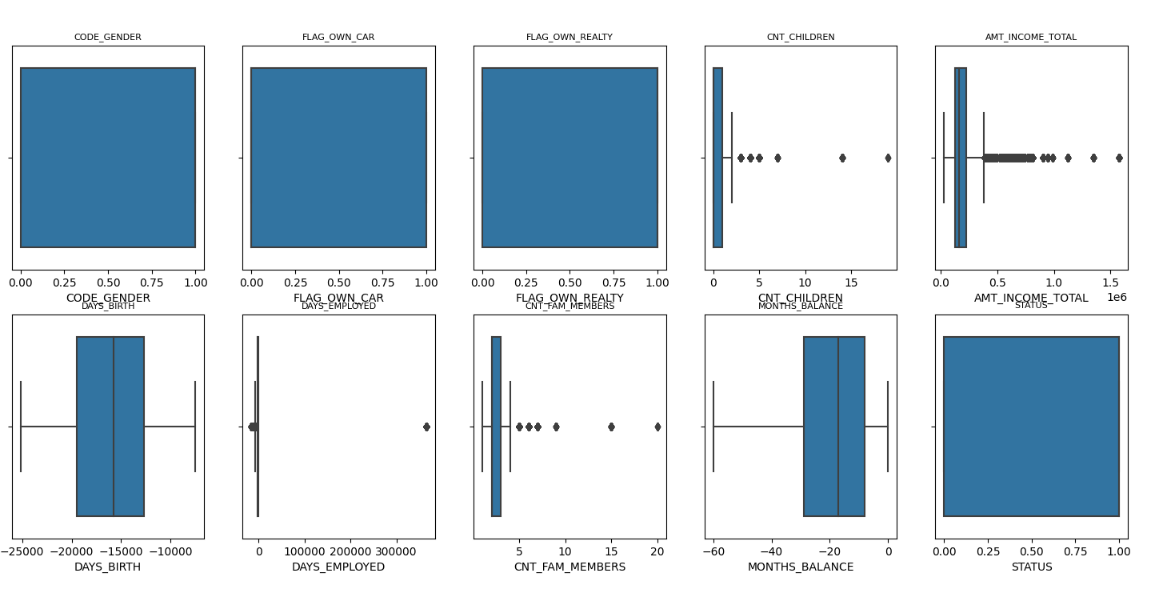 CODE_GENDER FLAG_OWN_CAR FLAG_OWN_REALTY CNT_CHILDREN AMT_INCOME_TOTAL
0.00 0.25 0.50 0.75 1.00 0.00 0.25 0.50 0.75 1.00 0.00 0.25 0.50 0.75 1.00 0 5 10 15 0.0 0.5 1.0 1.5
1e6
CODE_GENDER FLAG_OWN_CAR FLAG_OWN_REALTY CNT_CHILDREN AMT_INCOME_TOTAL
DAYS_BIRTH DAYS_EMPLOYED CNT_FAM_MEMBERS MONTHS_BALANCE STATUS
−25000 −20000 −15000 −10000 0 100000 200000 300000 5 10 15 20 −60 −40 −20 0 0.00 0.25 0.50 0.75 1.00
DAYS_BIRTH DAYS_EMPLOYED CNT_FAM_MEMBERS MONTHS_BALANCE STATUS